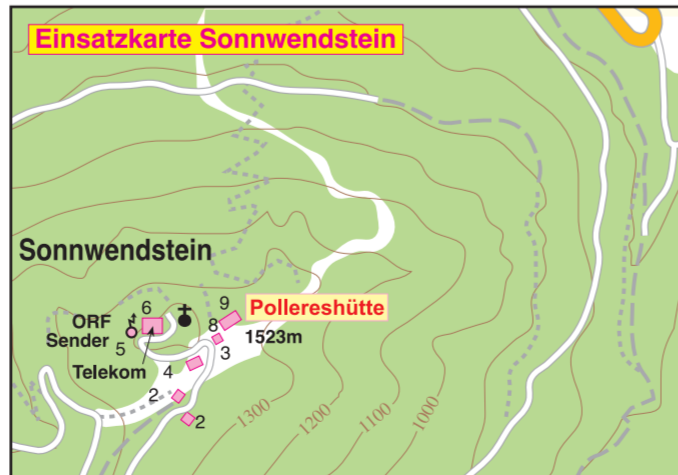 Einsatzkarte Sonnwendstein
Sonnwendstein
6
9
Pollereshütte
ORF
8
Sender
5
3
1523m
Telekom
4
2
2
1300
1200
1100
1000